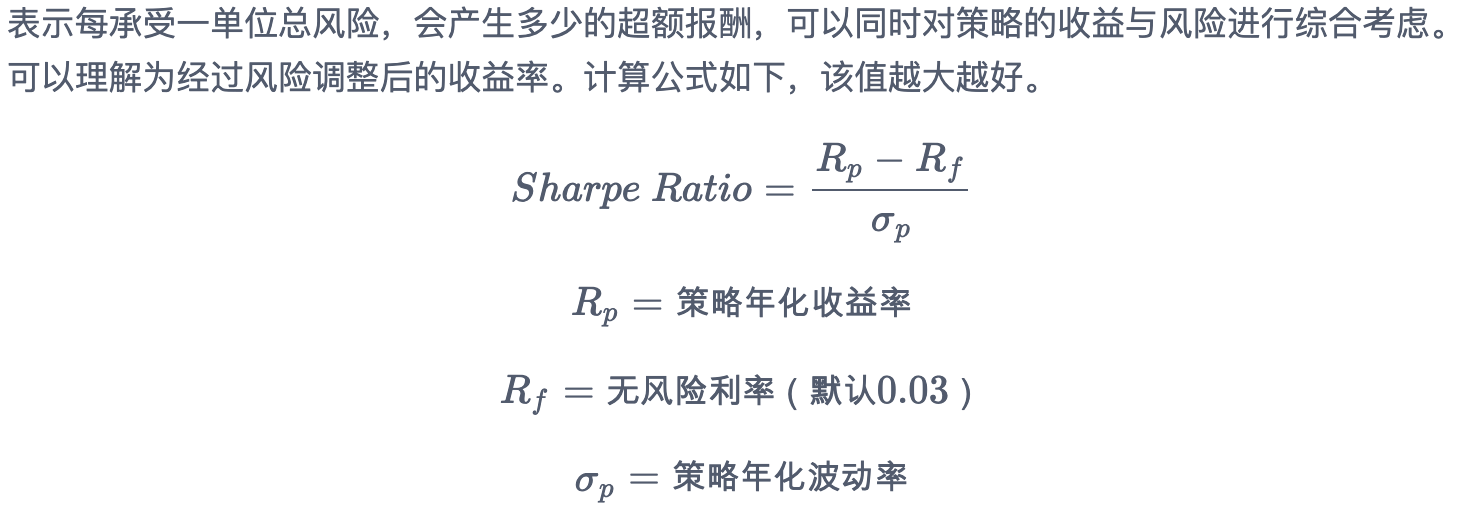 表示每承受一单位总风险，会产生多少的超额报酬，可以同时对策略的收益与风险进行综合考虑。
可以理解为经过风险调整后的收益率。计算公式如下，该值越大越好。
$Sharpe\ Ratio = \frac{R_p - R_f}{\sigma_p}$
$R_p = 策略年化收益率$
$R_f = 无风险利率（默认0.03）$
$\sigma_p = 策略年化波动率$